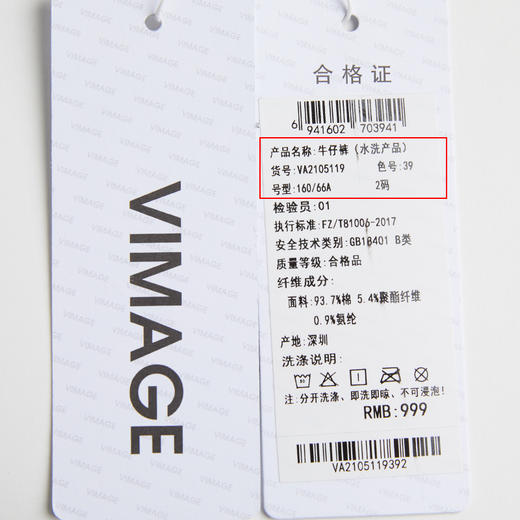 VIMAGE
合格证
6 941602 703941
产品名称:牛仔裤(水洗产品)
货号:VA2105119 色号:39
号型:160/66A 2码
检验员:01
执行标准:FZ/T81006-2017
安全技术类别:GB18401 B类
质量等级:合格品
纤维成分:
面料:93.7%棉 5.4%聚酯纤维
0.9%氨纶
产地:深圳
洗涤说明:
注:分开洗涤、即洗即晾、不可浸泡!
RMB:999
VA2105119392